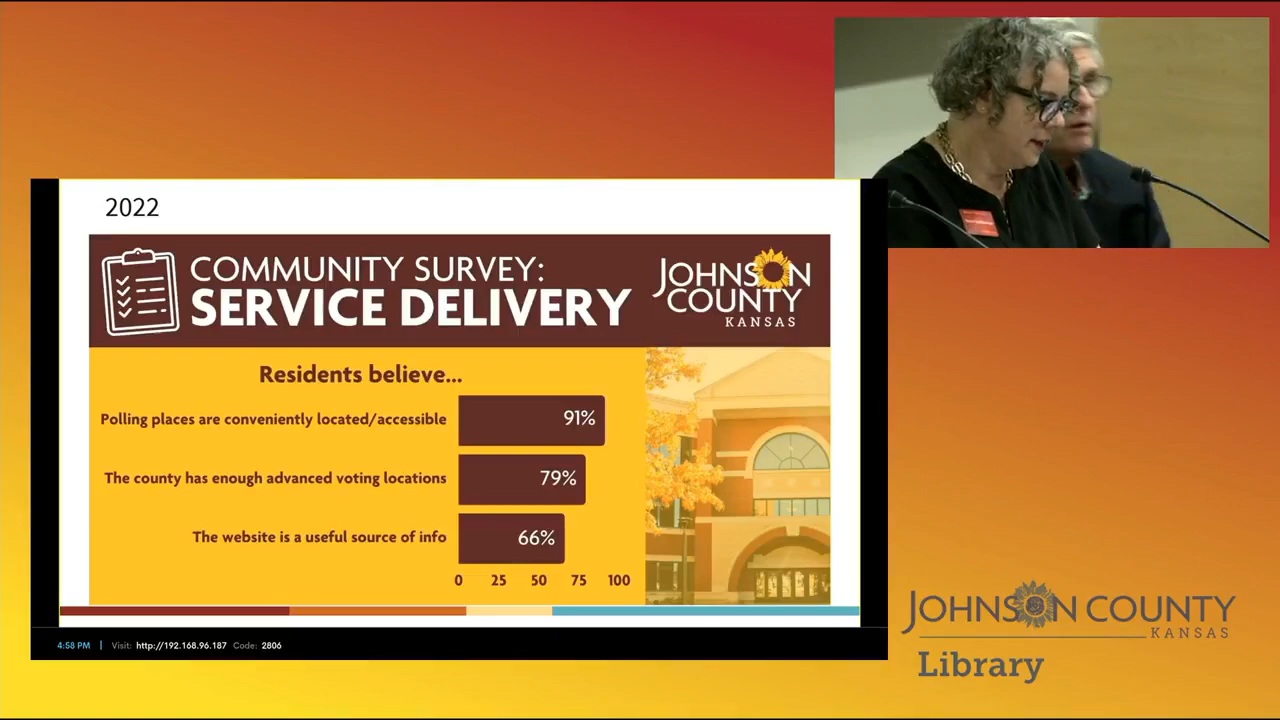 2022
COMMUNITY SURVEY:
SERVICE DELIVERY
JOHNSON
COUNTY
KANSAS
Residents believe...
Polling places are conveniently located/accessible
91%
The county has enough advanced voting locations
79%
The website is a useful source of info
66%
0 25 50 75 100
4:58 PM | Visit: http://192.168.96.187 Code: 2806
JOHNSON COUNTY
KANSAS
Library